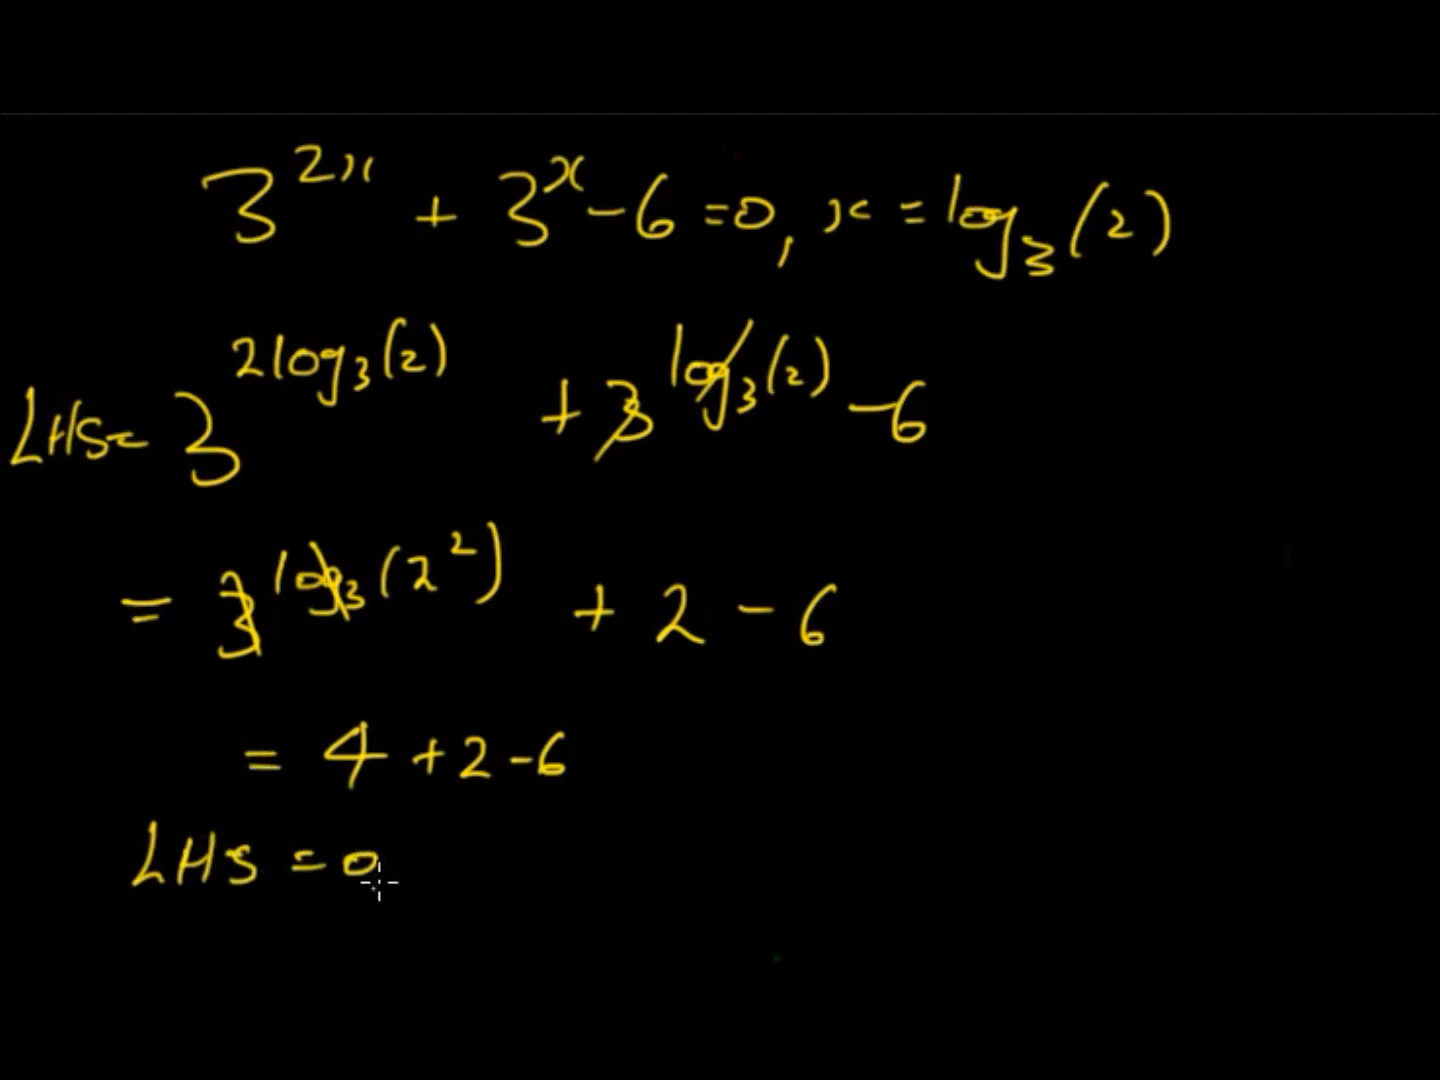 3^{2x} + 3^x - 6 = 0, x = log_3(2)
LHS = 3^{2log_3(2)} + 3^{log_3(2)} - 6
= 3^{log_3(2^2)} + 2 - 6
= 4 + 2 - 6
LHS = 0